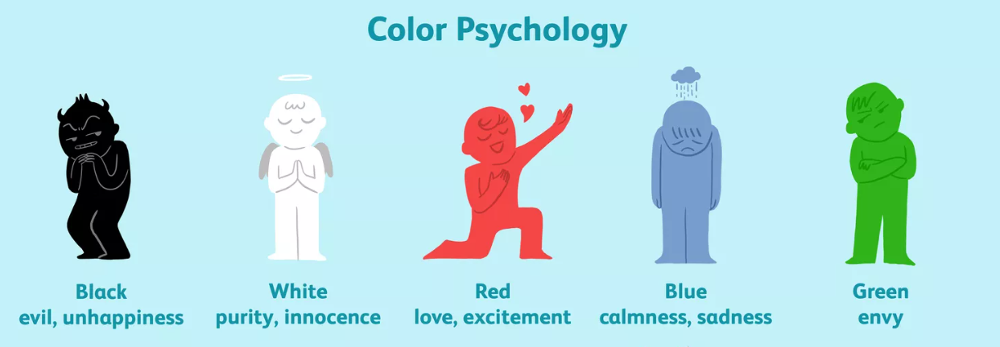 Color Psychology
Black
evil, unhappiness
White
purity, innocence
Red
love, excitement
Blue
calmness, sadness
Green
envy